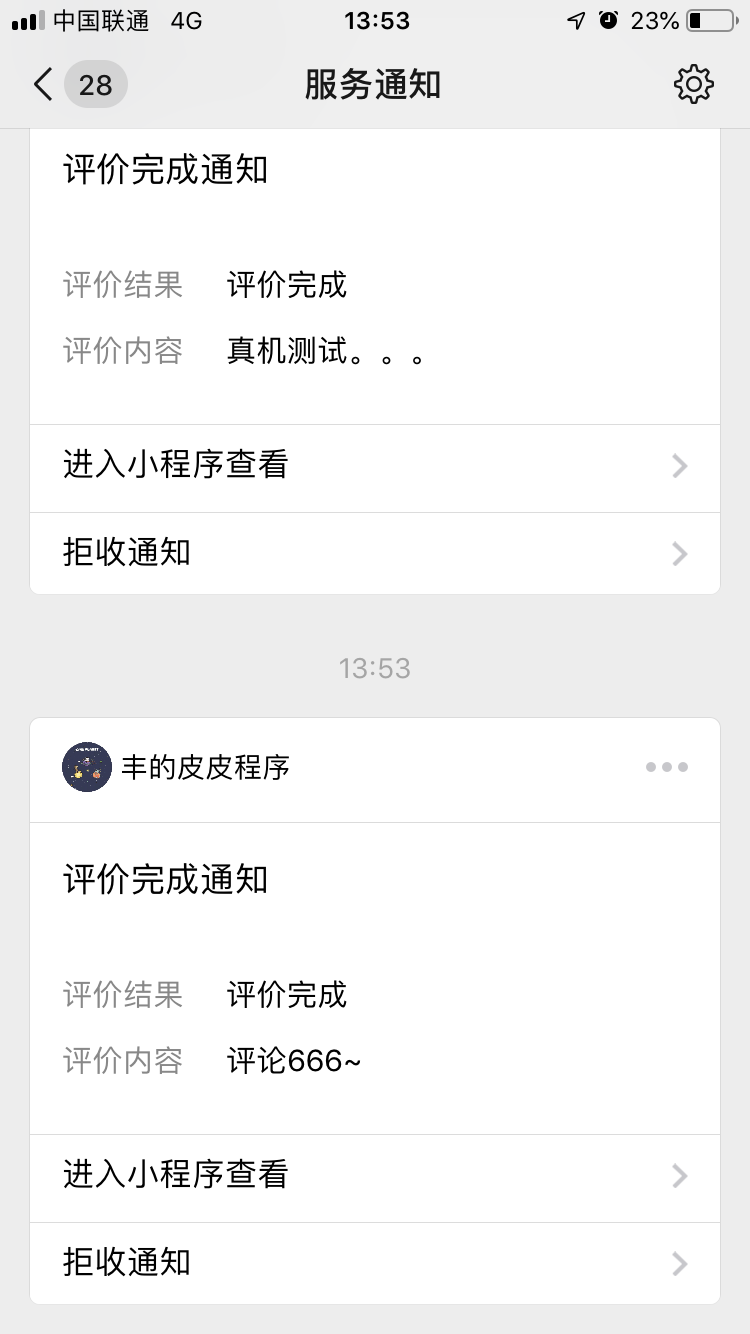 中国联通 4G 13:53 23%
28 服务通知
评价完成通知
评价结果 评价完成
评价内容 真机测试。。。
进入小程序查看
拒收通知
13:53
丰的皮皮程序
评价完成通知
评价结果 评价完成
评价内容 评论666~
进入小程序查看
拒收通知